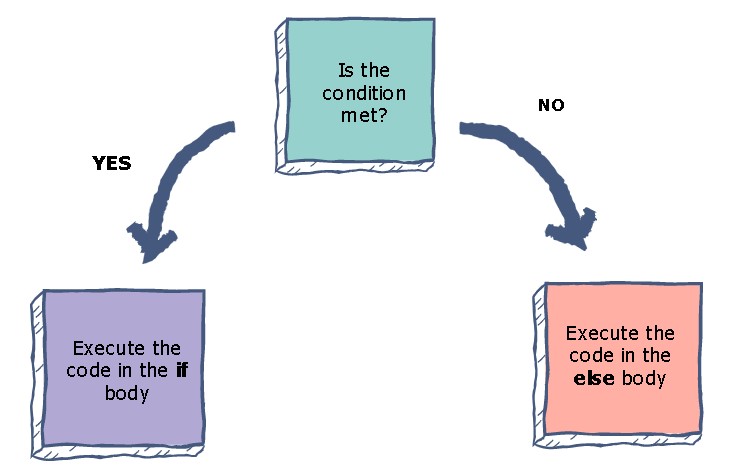 Is the
condition
met?
YES
NO
Execute the
code in the if
body
Execute the
code in the
else body